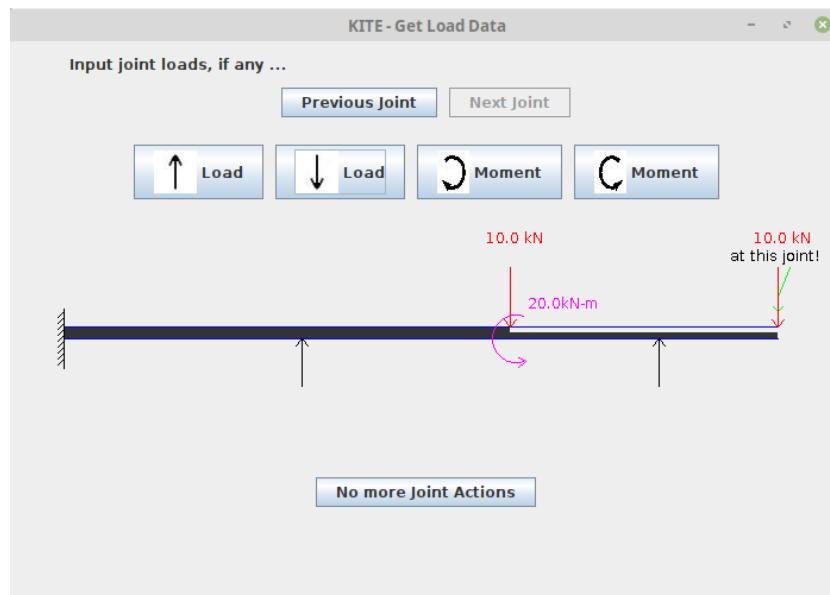 KITE - Get Load Data
Input joint loads, if any ...
Previous Joint
Next Joint
Load
Load
Moment
Moment
10.0 kN
10.0 kN
at this joint!
20.0kN-m
No more Joint Actions